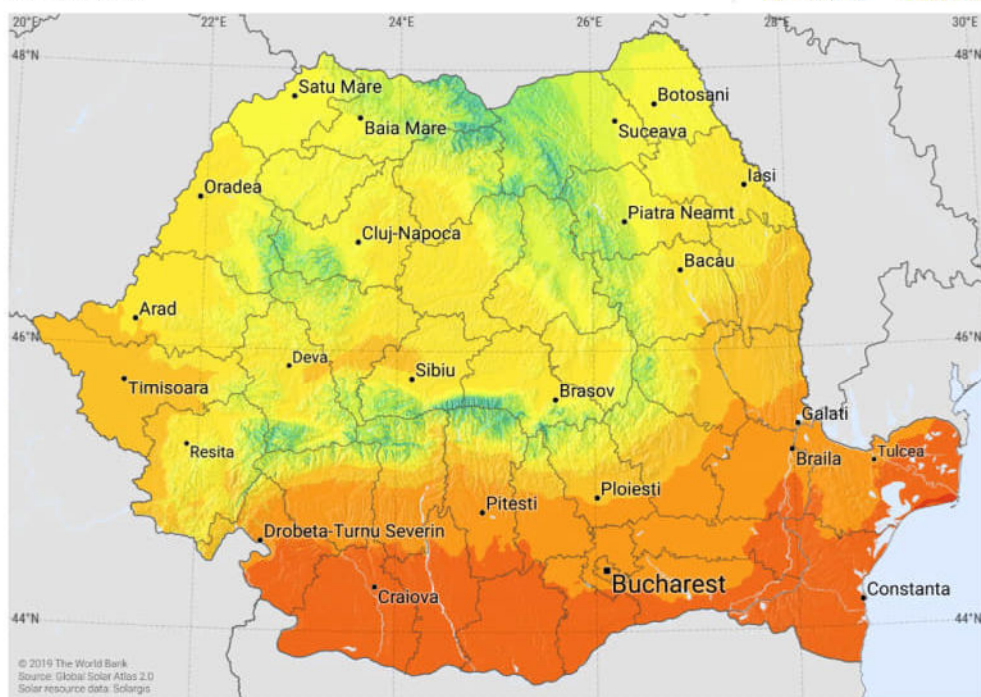 20°E
22°E
24°E
26°E
28°E
30°E
48°N
48°N
Satu Mare
Botosani
Baia Mare
Suceava
Oradea
Iasi
Piatra Neamt
Cluj-Napoca
Bacau
Arad
46°N
46°N
Deva
Sibiu
Timisoara
Brașov
Galati
Resita
Braila
Tulcea
Ploiesti
Pitesti
Drobeta-Turnu Severin
Bucharest
Craiova
Constanta
44°N
44°N
© 2019 The World Bank
Source: Global Solar Atlas 2.0
Solar resource data: Solargis